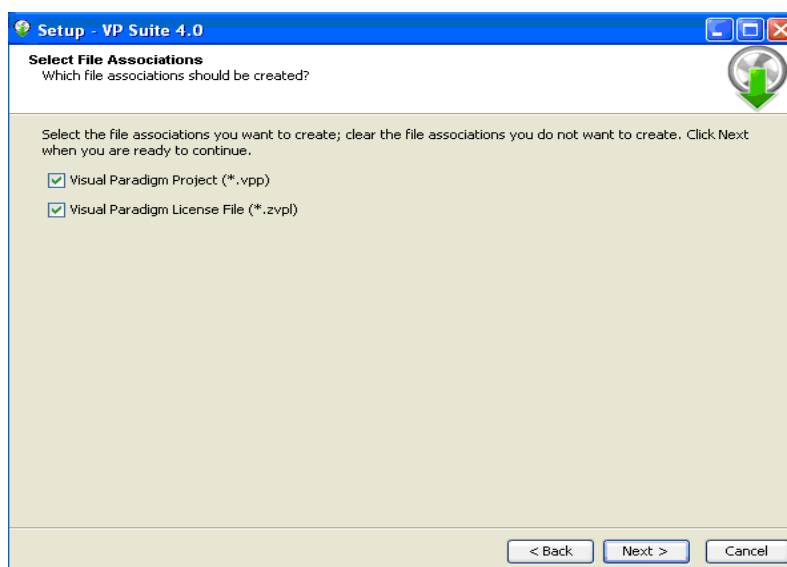 Setup - VP Suite 4.0
Select File Associations
Which file associations should be created?
Select the file associations you want to create; clear the file associations you do not want to create. Click Next
when you are ready to continue.
Visual Paradigm Project (*.vpp)
Visual Paradigm License File (*.zvpl)
< Back Next > Cancel